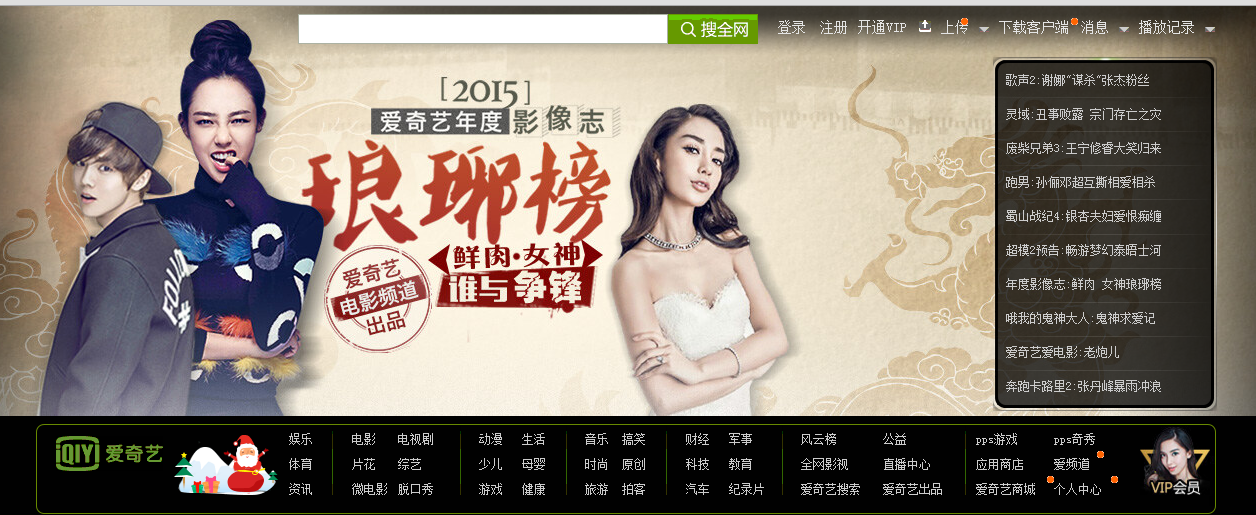 搜全网
登录 注册 开通VIP 上传 下载客户端 消息 播放记录
[2015]
爱奇艺年度影像志
琅琊榜
鲜肉·女神
谁与争锋
爱奇艺
电影频道
出品
歌声2:谢娜"谋杀"张杰粉丝
灵域:丑事败露 宗门存亡之灾
废柴兄弟3:王宁修睿大笑归来
跑男:孙俪邓超互撕相爱相杀
蜀山战纪4:银杏夫妇爱恨痴缠
超模2预告:畅游梦幻泰晤士河
年度影像志:鲜肉 女神琅琊榜
哦我的鬼神大人:鬼神求爱记
爱奇艺爱电影:老炮儿
奔跑卡路里2:张丹峰暴雨冲浪
iQIYI 爱奇艺
娱乐 电影 电视剧 动漫 生活 音乐 搞笑 财经 军事 风云榜 公益 pps游戏 pps奇秀
体育 片花 综艺 少儿 母婴 时尚 原创 科技 教育 全网影视 直播中心 应用商店 爱频道
资讯 微电影 脱口秀 游戏 健康 旅游 拍客 汽车 纪录片 爱奇艺搜索 爱奇艺出品 爱奇艺商城 个人中心
VIP会员